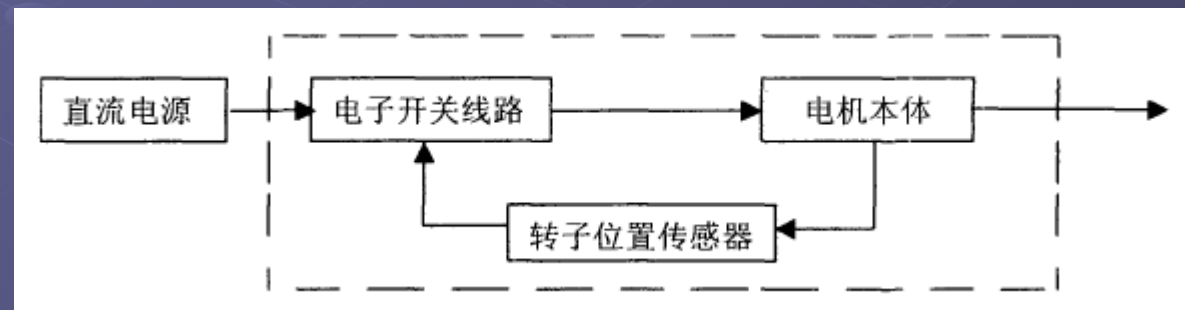 直流电源
电子开关线路
电机本体
转子位置传感器